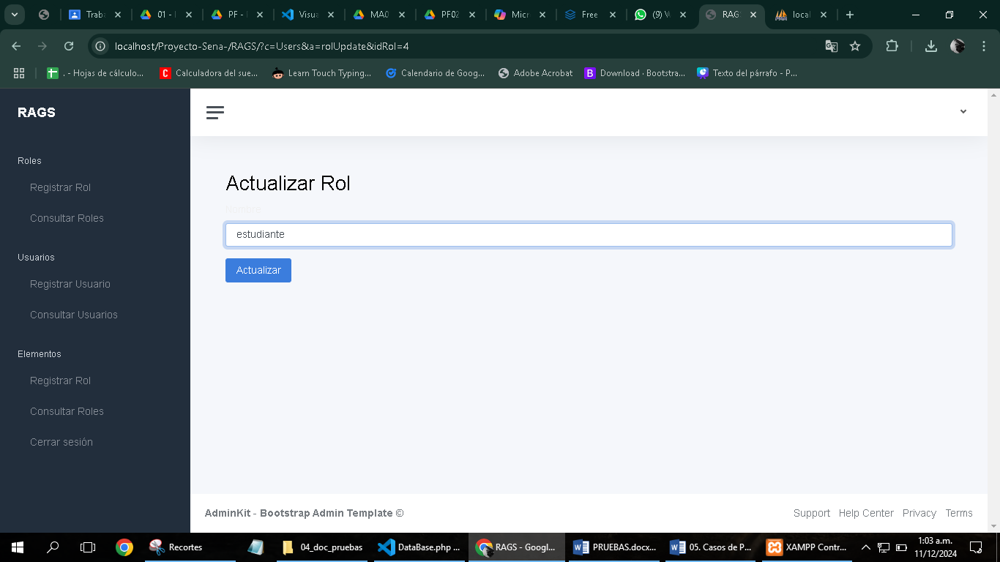 Traba
01 -
PF -
Visua
MA0
PF02
Micr
Free
(9) V
RAG
local
localhost/Proyecto-Sena-/RAGS/?c=Users&a=rolUpdate&idRol=4
. - Hojas de cálculo...
Calculadora del sue...
Learn Touch Typing...
Calendario de Goog...
Adobe Acrobat
Download · Bootstra...
Texto del párrafo - P...
RAGS
Roles
Registrar Rol
Consultar Roles
Usuarios
Registrar Usuario
Consultar Usuarios
Elementos
Registrar Rol
Consultar Roles
Cerrar sesión
Actualizar Rol
Nombre
estudiante
Actualizar
AdminKit - Bootstrap Admin Template ©
Support Help Center Privacy Terms
Recortes
04_doc_pruebas
DataBase.php ...
RAGS - Googl...
PRUEBAS.docx...
05. Casos de P...
XAMPP Contr...
1:03 a.m.
11/12/2024